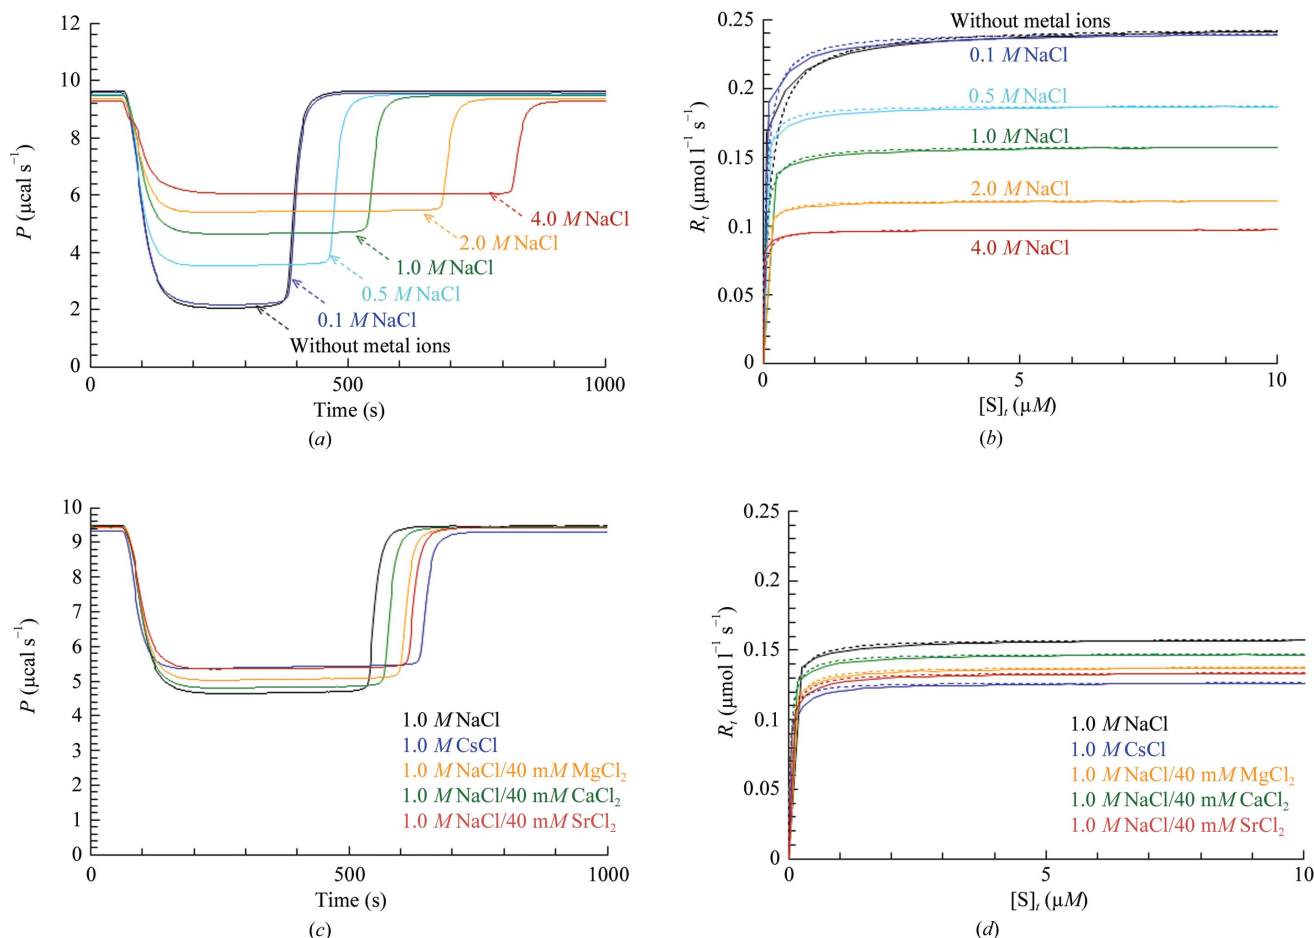 12
10
8
6
4
2
0
P (μcal s⁻¹)
4.0 M NaCl
2.0 M NaCl
1.0 M NaCl
0.5 M NaCl
0.1 M NaCl
Without metal ions
0 500 1000
Time (s)
(a)
0.25
0.2
0.15
0.1
0.05
0
R_t (μmol l⁻¹ s⁻¹)
Without metal ions
0.1 M NaCl
0.5 M NaCl
1.0 M NaCl
2.0 M NaCl
4.0 M NaCl
0 5 10
[S]_t (μM)
(b)
10
9
8
7
6
5
4
3
2
1
0
P (μcal s⁻¹)
1.0 M NaCl
1.0 M CsCl
1.0 M NaCl/40 mM MgCl₂
1.0 M NaCl/40 mM CaCl₂
1.0 M NaCl/40 mM SrCl₂
0 500 1000
Time (s)
(c)
0.25
0.2
0.15
0.1
0.05
0
R_t (μmol l⁻¹ s⁻¹)
1.0 M NaCl
1.0 M CsCl
1.0 M NaCl/40 mM MgCl₂
1.0 M NaCl/40 mM CaCl₂
1.0 M NaCl/40 mM SrCl₂
0 5 10
[S]_t (μM)
(d)